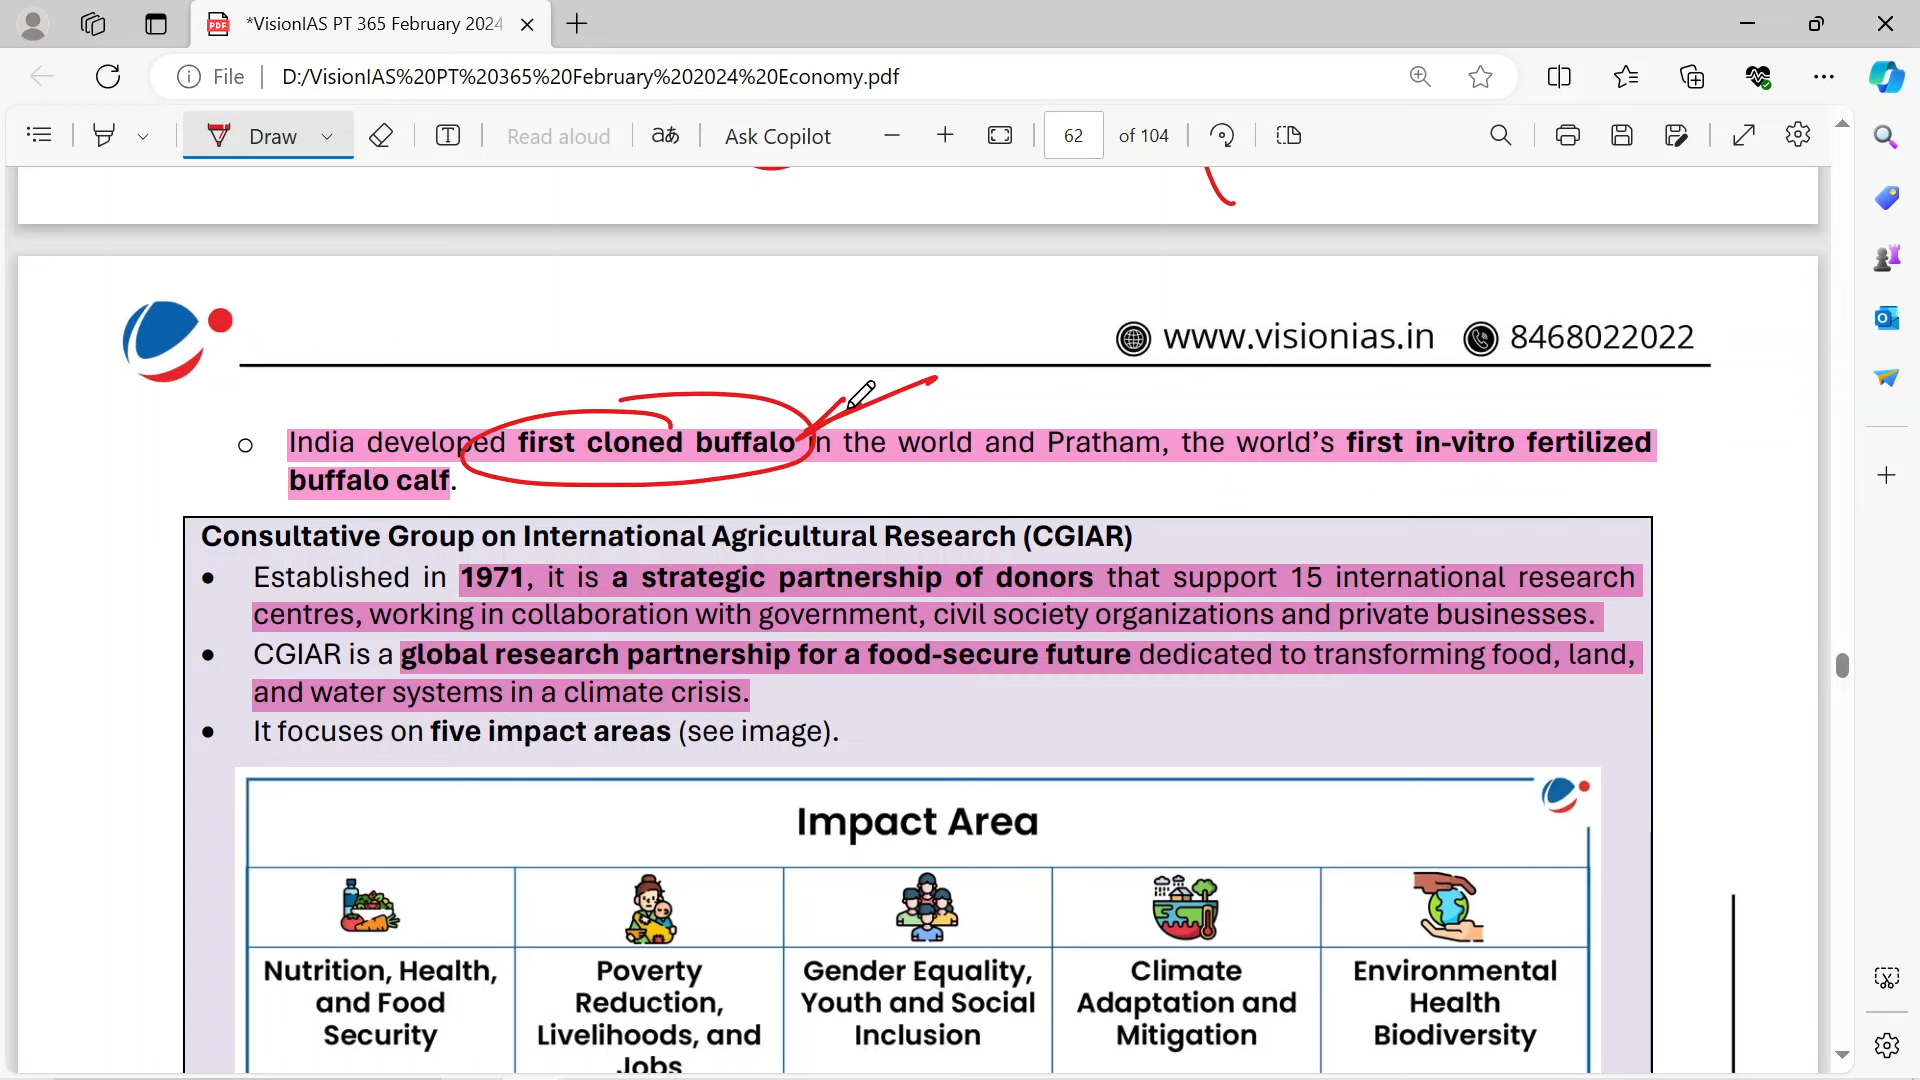 *VisionIAS PT 365 February 2024
File
D:/VisionIAS%20PT%20365%20February%202024%20Economy.pdf
Draw
Read aloud
aあ
Ask Copilot
62
of 104
www.visionias.in 8468022022
India developed first cloned buffalo in the world and Pratham, the world's first in-vitro fertilized
buffalo calf.
Consultative Group on International Agricultural Research (CGIAR)
• Established in 1971, it is a strategic partnership of donors that support 15 international research
centres, working in collaboration with government, civil society organizations and private businesses.
• CGIAR is a global research partnership for a food-secure future dedicated to transforming food, land,
and water systems in a climate crisis.
• It focuses on five impact areas (see image).
Impact Area
Nutrition, Health,
and Food
Security
Poverty
Reduction,
Livelihoods, and
Jobs
Gender Equality,
Youth and Social
Inclusion
Climate
Adaptation and
Mitigation
Environmental
Health
Biodiversity